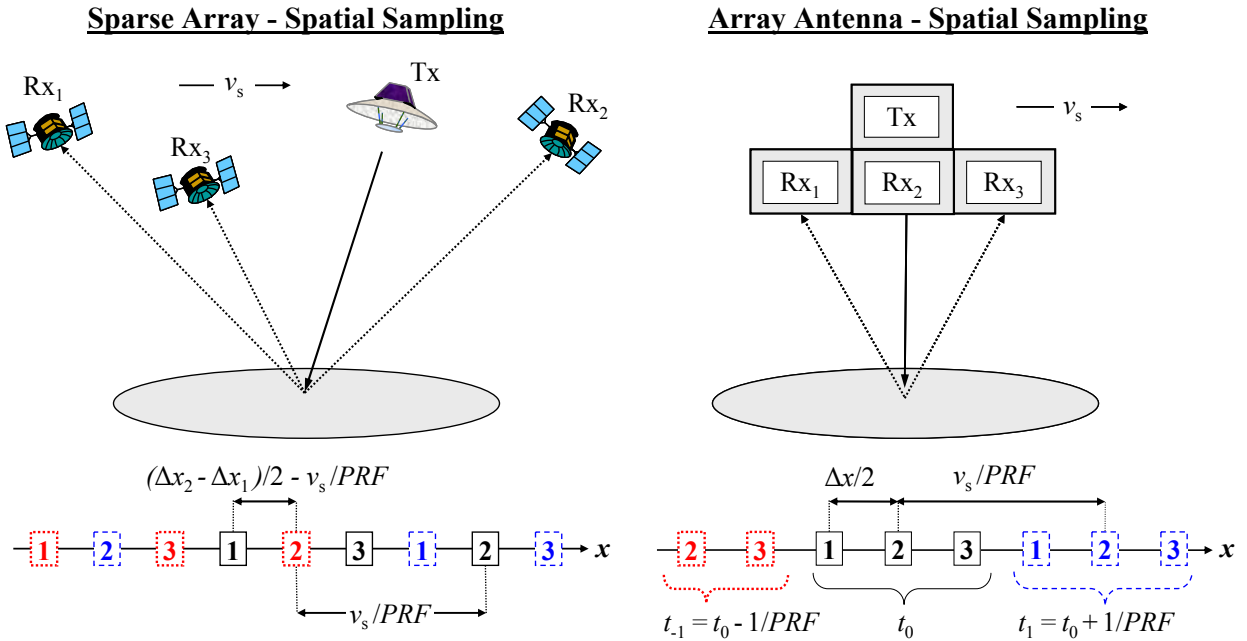 Sparse Array - Spatial Sampling
Rx1
vs
Tx
Rx2
Rx3
(Δx2 - Δx1)/2 - vs/PRF
1 2 3 1 2 3 1 2 3 x
vs/PRF
Array Antenna - Spatial Sampling
Tx
vs
Rx1 Rx2 Rx3
Δx/2 vs/PRF
2 3 1 2 3 1 2 3 x
t-1 = t0 - 1/PRF t0 t1 = t0 + 1/PRF